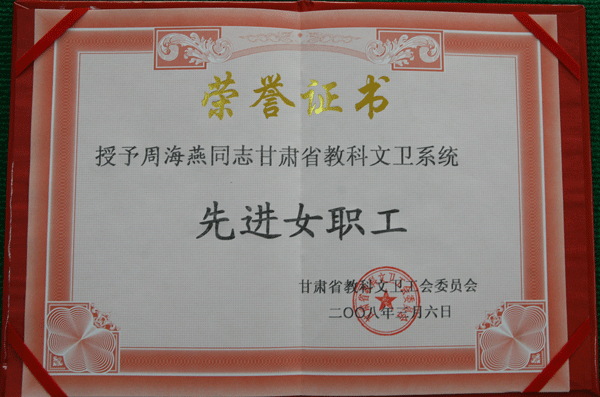 荣誉证书
授予周海燕同志甘肃省教科文卫系统
先进女职工
甘肃省教科文卫工会委员会
二〇〇八年三月六日